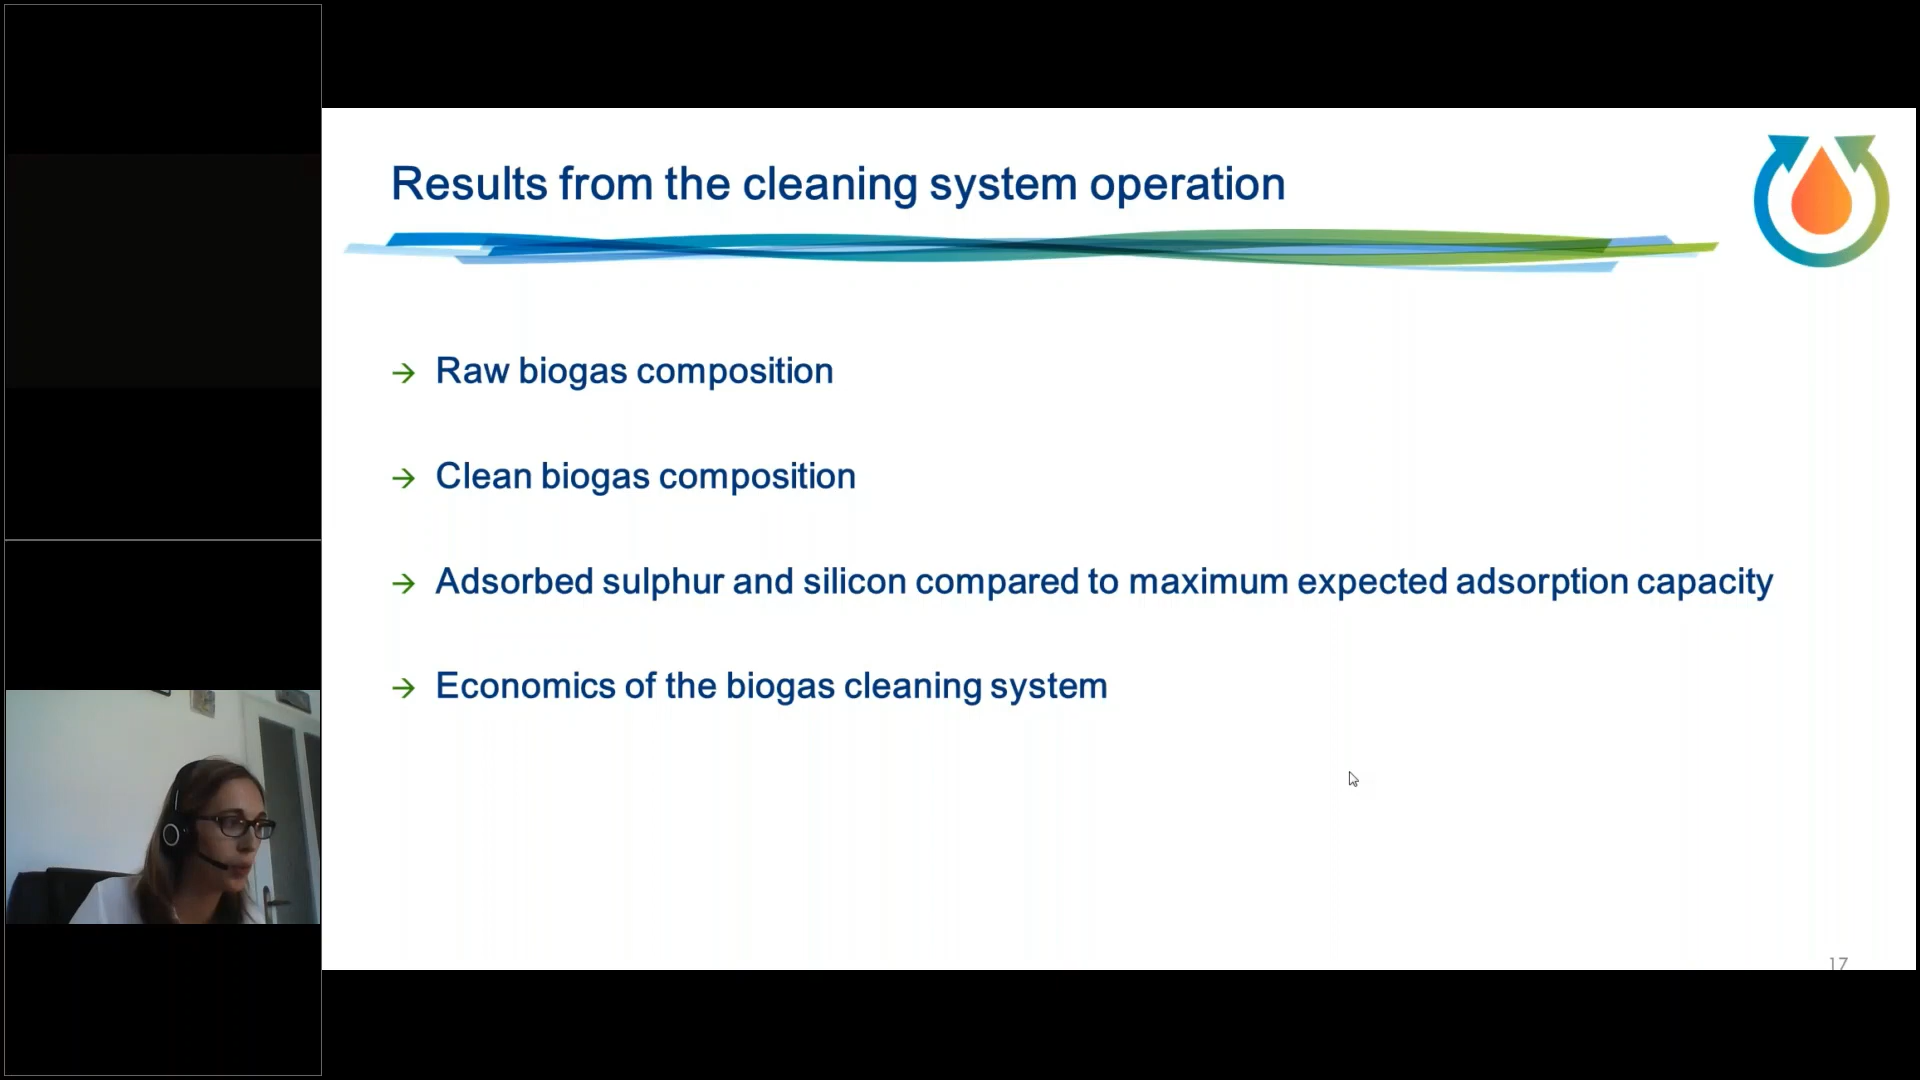 Results from the cleaning system operation
→ Raw biogas composition
→ Clean biogas composition
→ Adsorbed sulphur and silicon compared to maximum expected adsorption capacity
→ Economics of the biogas cleaning system
17